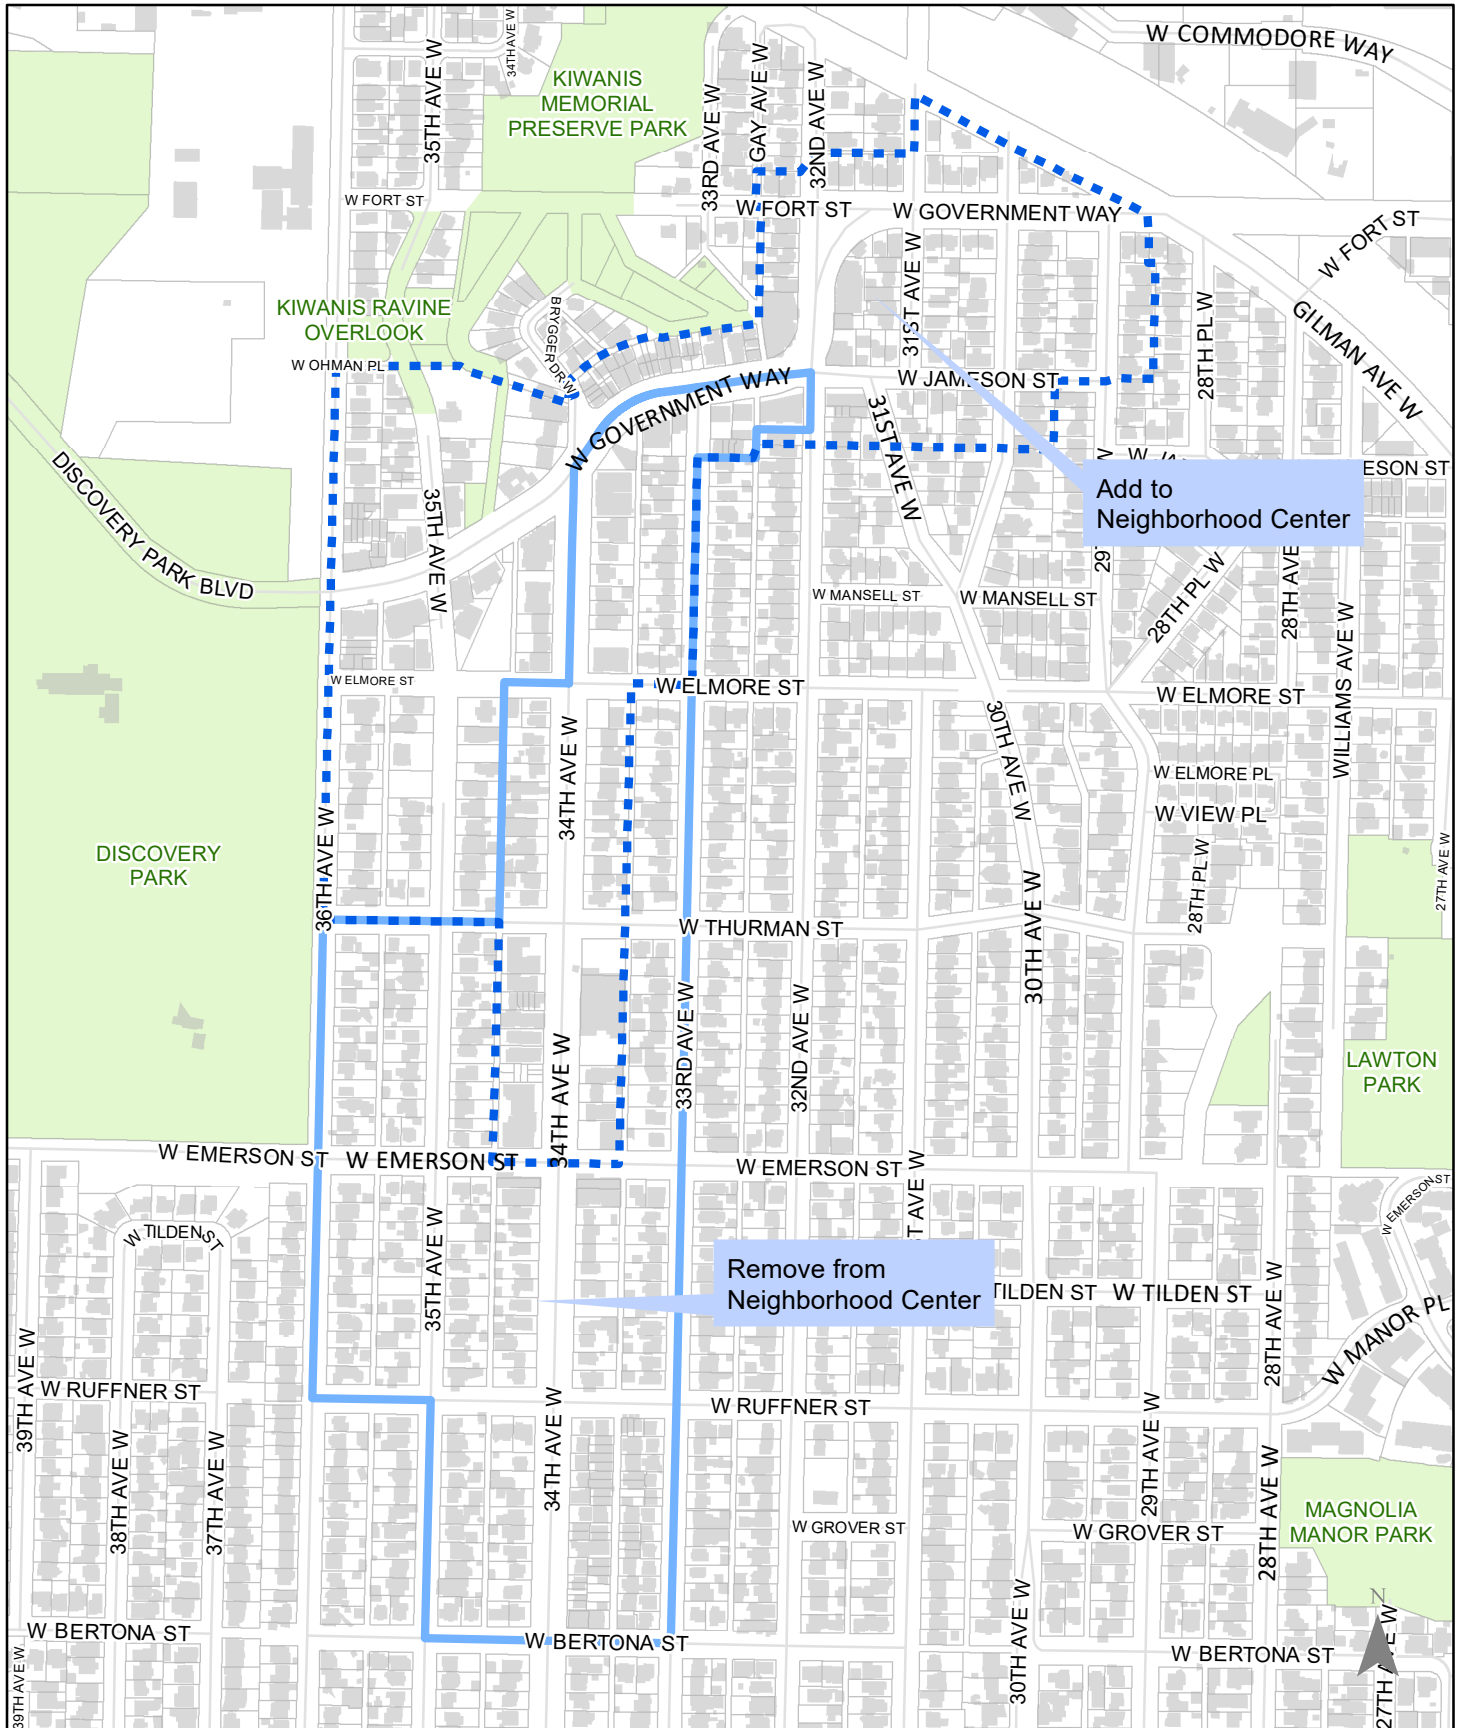 W COMMODORE WAY
34TH AVE W
35TH AVE W
KIWANIS
MEMORIAL
PRESERVE PARK
33RD AVE W
GAY AVE W
32ND AVE W
W FORT ST
W FORT ST
W GOVERNMENT WAY
W FORT ST
31ST AVE W
KIWANIS RAVINE
OVERLOOK
BRYGGER DR W
28TH PL W
GILMAN AVE W
W OHMAN PL
W GOVERNMENT WAY
W JAMESON ST
31ST AVE W
DISCOVERY PARK BLVD
35TH AVE W
W JA
ESON ST
Add to
Neighborhood Center
29T
W
28TH PL W
28TH AVE
W MANSELL ST
W MANSELL ST
WILLIAMS AVE W
W ELMORE ST
W ELMORE ST
W ELMORE ST
34TH AVE W
30TH AVE W
W ELMORE PL
W VIEW PL
DISCOVERY
PARK
36TH AVE W
28TH PL W
27TH AVE W
W THURMAN ST
30TH AVE W
33RD AVE W
32ND AVE W
34TH AVE W
LAWTON
PARK
W EMERSON ST
W EMERSON ST
W EMERSON ST
W EMERSON ST
ST AVE W
W TILDEN ST
35TH AVE W
Remove from
Neighborhood Center
TILDEN ST
W TILDEN ST
28TH AVE W
W MANOR PL
39TH AVE W
W RUFFNER ST
W RUFFNER ST
38TH AVE W
37TH AVE W
34TH AVE W
29TH AVE W
28TH AVE W
MAGNOLIA
MANOR PARK
W GROVER ST
W GROVER ST
30TH AVE W
N
W BERTONA ST
W BERTONA ST
W BERTONA ST
39TH AVE W
27TH AVE W